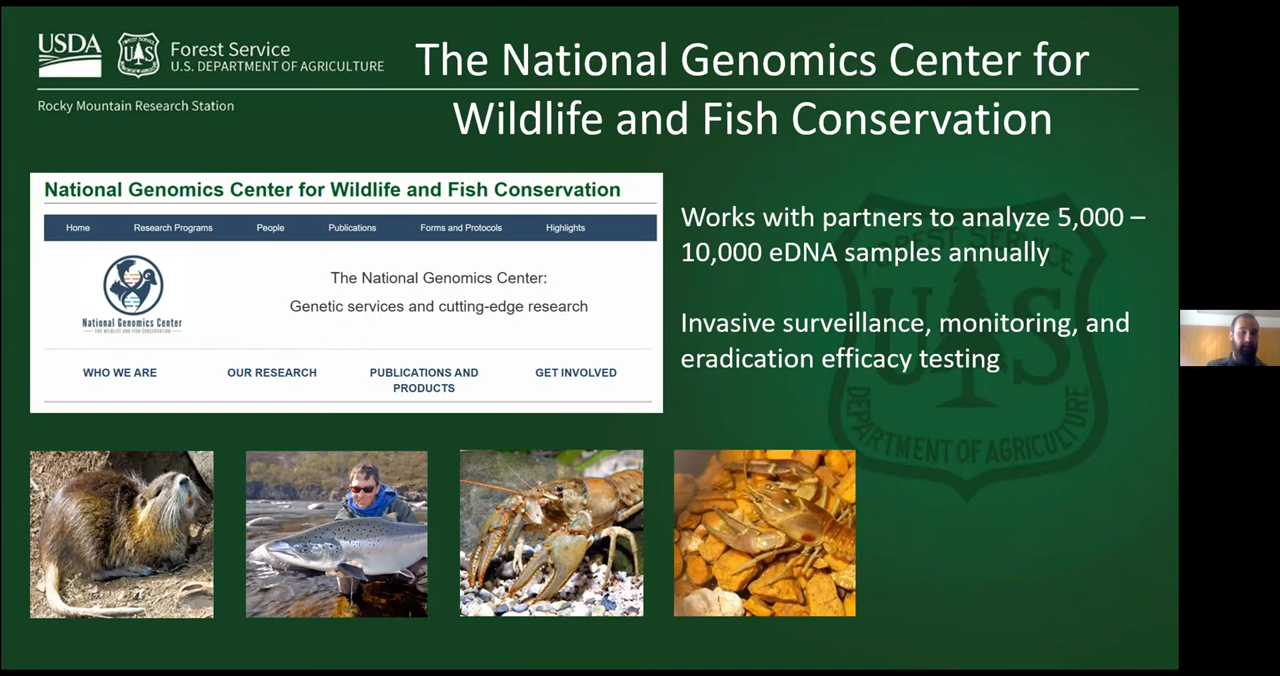 USDA
UAS
Forest Service
U.S. DEPARTMENT OF AGRICULTURE
Rocky Mountain Research Station
The National Genomics Center for
Wildlife and Fish Conservation
National Genomics Center for Wildlife and Fish Conservation
Home Research Programs People Publications Forms and Protocols Highlights
National Genomics Center
FOR WILDLIFE AND FISH CONSERVATION
The National Genomics Center:
Genetic services and cutting-edge research
WHO WE ARE OUR RESEARCH PUBLICATIONS AND PRODUCTS GET INVOLVED
Works with partners to analyze 5,000 –
10,000 eDNA samples annually
Invasive surveillance, monitoring, and
eradication efficacy testing
FOREST SERVICE
U S
DEPARTMENT OF AGRICULTURE